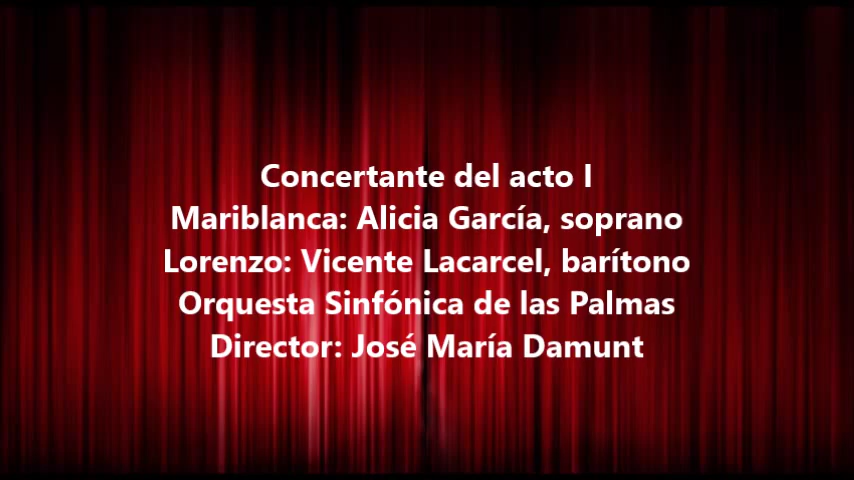 Concertante del acto I
Mariblanca: Alicia García, soprano
Lorenzo: Vicente Lacarcel, barítono
Orquesta Sinfónica de las Palmas
Director: José María Damunt